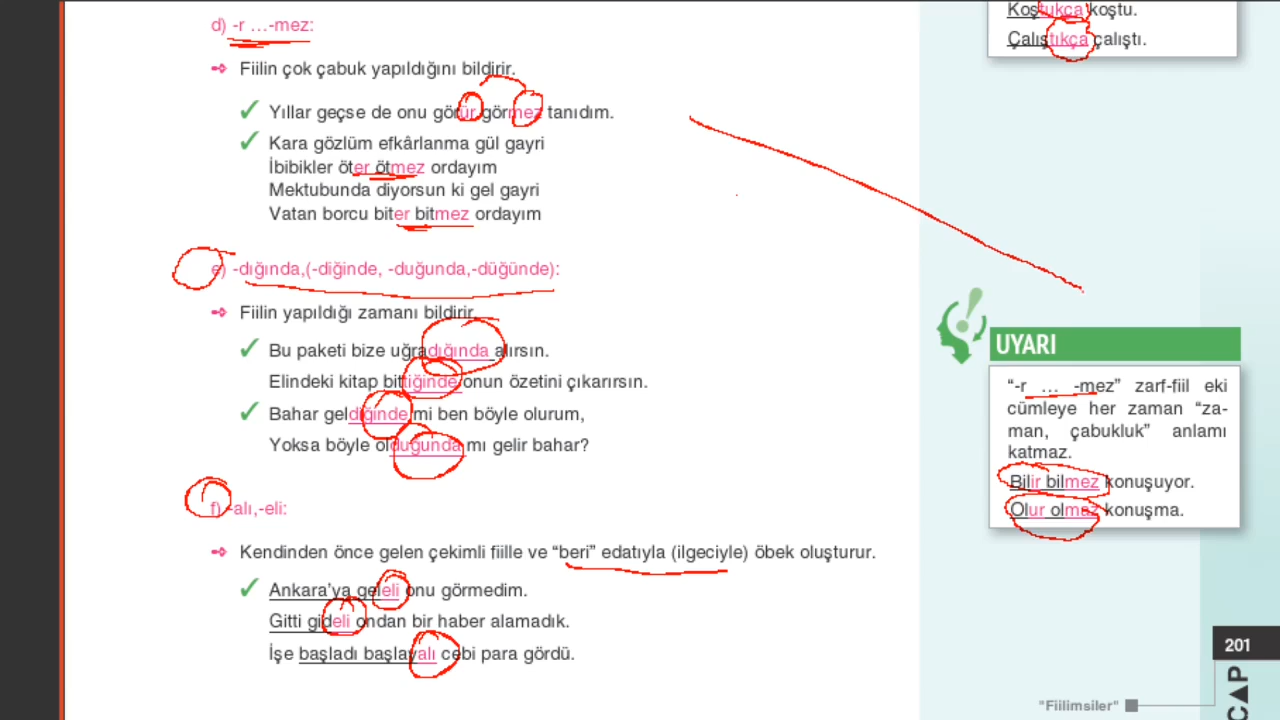 d) -r …-mez:
Fiilin çok çabuk yapıldığını bildirir.
Yıllar geçse de onu görür görmez tanıdım.
Kara gözlüm efkârlanma gül gayri
İbibikler öter ötmez ordayım
Mektubunda diyorsun ki gel gayri
Vatan borcu biter bitmez ordayım
e) -dığında,(-diğinde, -duğunda,-düğünde):
Fiilin yapıldığı zamanı bildirir.
Bu paketi bize uğradığında alırsın.
Elindeki kitap bittiğinde onun özetini çıkarırsın.
Bahar geldiğinde mi ben böyle olurum,
Yoksa böyle olduğunda mı gelir bahar?
f) -alı,-eli:
Kendinden önce gelen çekimli fiille ve “beri” edatıyla (ilgeciyle) öbek oluşturur.
Ankara’ya geleli onu görmedim.
Gitti gideli ondan bir haber alamadık.
İşe başladı başlayalı cebi para gördü.
Koştukça koştu.
Çalıştıkça çalıştı.
UYARI
“-r … -mez” zarf-fiil eki
cümleye her zaman “za-
man, çabukluk” anlamı
katmaz.
Bilir bilmez konuşuyor.
Olur olmaz konuşma.
201
"Fiilimsiler"
CAP